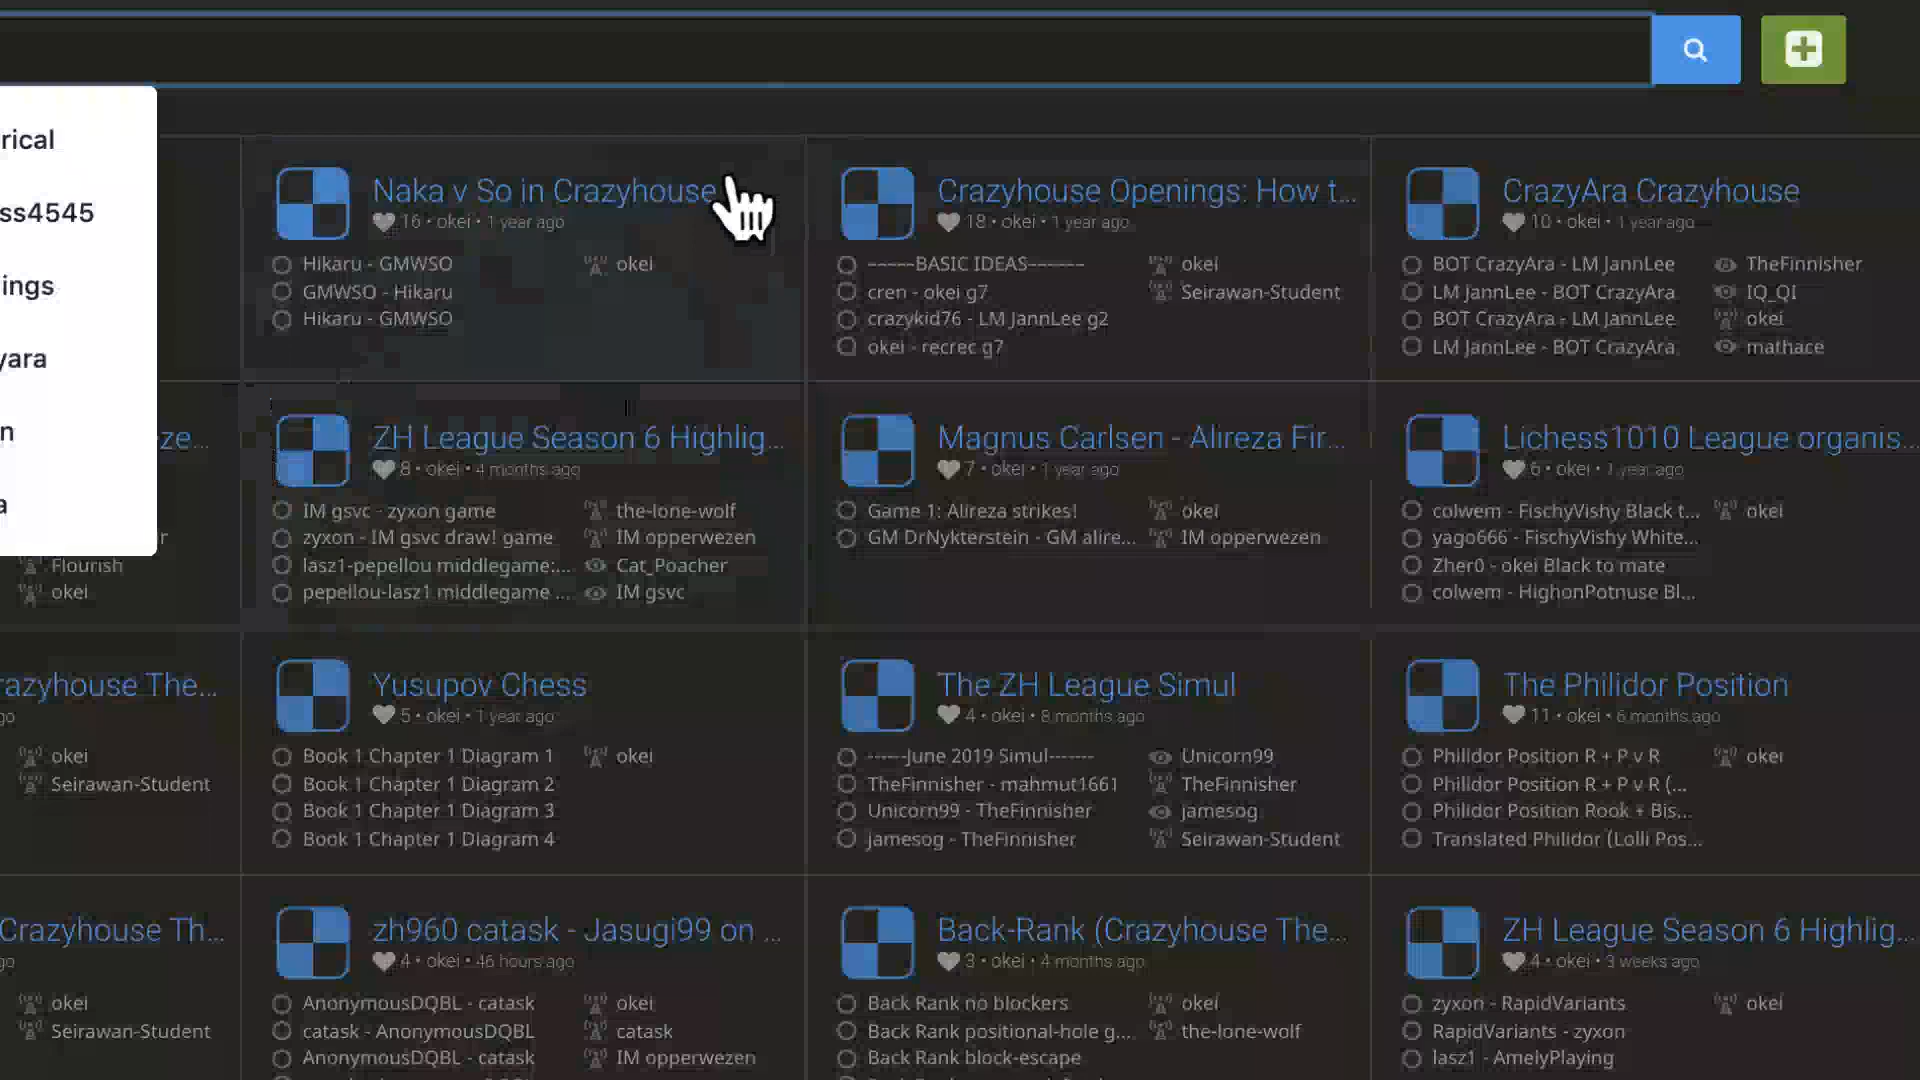 rical
ss4545
ings
yara
n
a
Naka v So in Crazyhouse
16 • okei • 1 year ago
Hikaru - GMWSO
GMWSO - Hikaru
Hikaru - GMWSO
okei
Crazyhouse Openings: How t...
18 • okei • 1 year ago
------BASIC IDEAS-------
cren - okei g7
crazykid76 - LM JannLee g2
okei - recrec g7
okei
Seirawan-Student
CrazyAra Crazyhouse
10 • okei • 1 year ago
BOT CrazyAra - LM JannLee
LM JannLee - BOT CrazyAra
BOT CrazyAra - LM JannLee
LM JannLee - BOT CrazyAra
TheFinnisher
IQ_QI
okei
mathace
ze...
r
Flourish
okei
ZH League Season 6 Highlig...
8 • okei • 4 months ago
IM gsvc - zyxon game
zyxon - IM gsvc draw! game
lasz1-pepellou middlegame:...
pepellou-lasz1 middlegame ...
the-lone-wolf
IM opperwezen
Cat_Poacher
IM gsvc
Magnus Carlsen - Alireza Fir...
7 • okei • 1 year ago
Game 1: Alireza strikes!
GM DrNykterstein - GM alire...
okei
IM opperwezen
Lichess1010 League organis...
6 • okei • 1 year ago
colwem - FischyVishy Black t...
yago666 - FischyVishy White...
Zher0 - okei Black to mate
colwem - HighonPotnuse Bl...
okei
razyhouse The...
go
okei
Seirawan-Student
Yusupov Chess
5 • okei • 1 year ago
Book 1 Chapter 1 Diagram 1
Book 1 Chapter 1 Diagram 2
Book 1 Chapter 1 Diagram 3
Book 1 Chapter 1 Diagram 4
okei
The ZH League Simul
4 • okei • 8 months ago
------June 2019 Simul-------
TheFinnisher - mahmut1661
Unicorn99 - TheFinnisher
jamesog - TheFinnisher
Unicorn99
TheFinnisher
jamesog
Seirawan-Student
The Philidor Position
11 • okei • 6 months ago
Philidor Position R + P v R
Philidor Position R + P v R (...
Philidor Position Rook + Bis...
Translated Philidor (Lolli Pos...
okei
Crazyhouse Th...
go
okei
Seirawan-Student
zh960 catask - Jasugi99 on ...
4 • okei • 46 hours ago
AnonymousDQBL - catask
catask - AnonymousDQBL
AnonymousDQBL - catask
okei
catask
IM opperwezen
Back-Rank (Crazyhouse The...
3 • okei • 4 months ago
Back Rank no blockers
Back Rank positional-hole g...
Back Rank block-escape
okei
the-lone-wolf
ZH League Season 6 Highlig...
4 • okei • 3 weeks ago
zyxon - RapidVariants
RapidVariants - zyxon
lasz1 - AmelyPlaying
okei